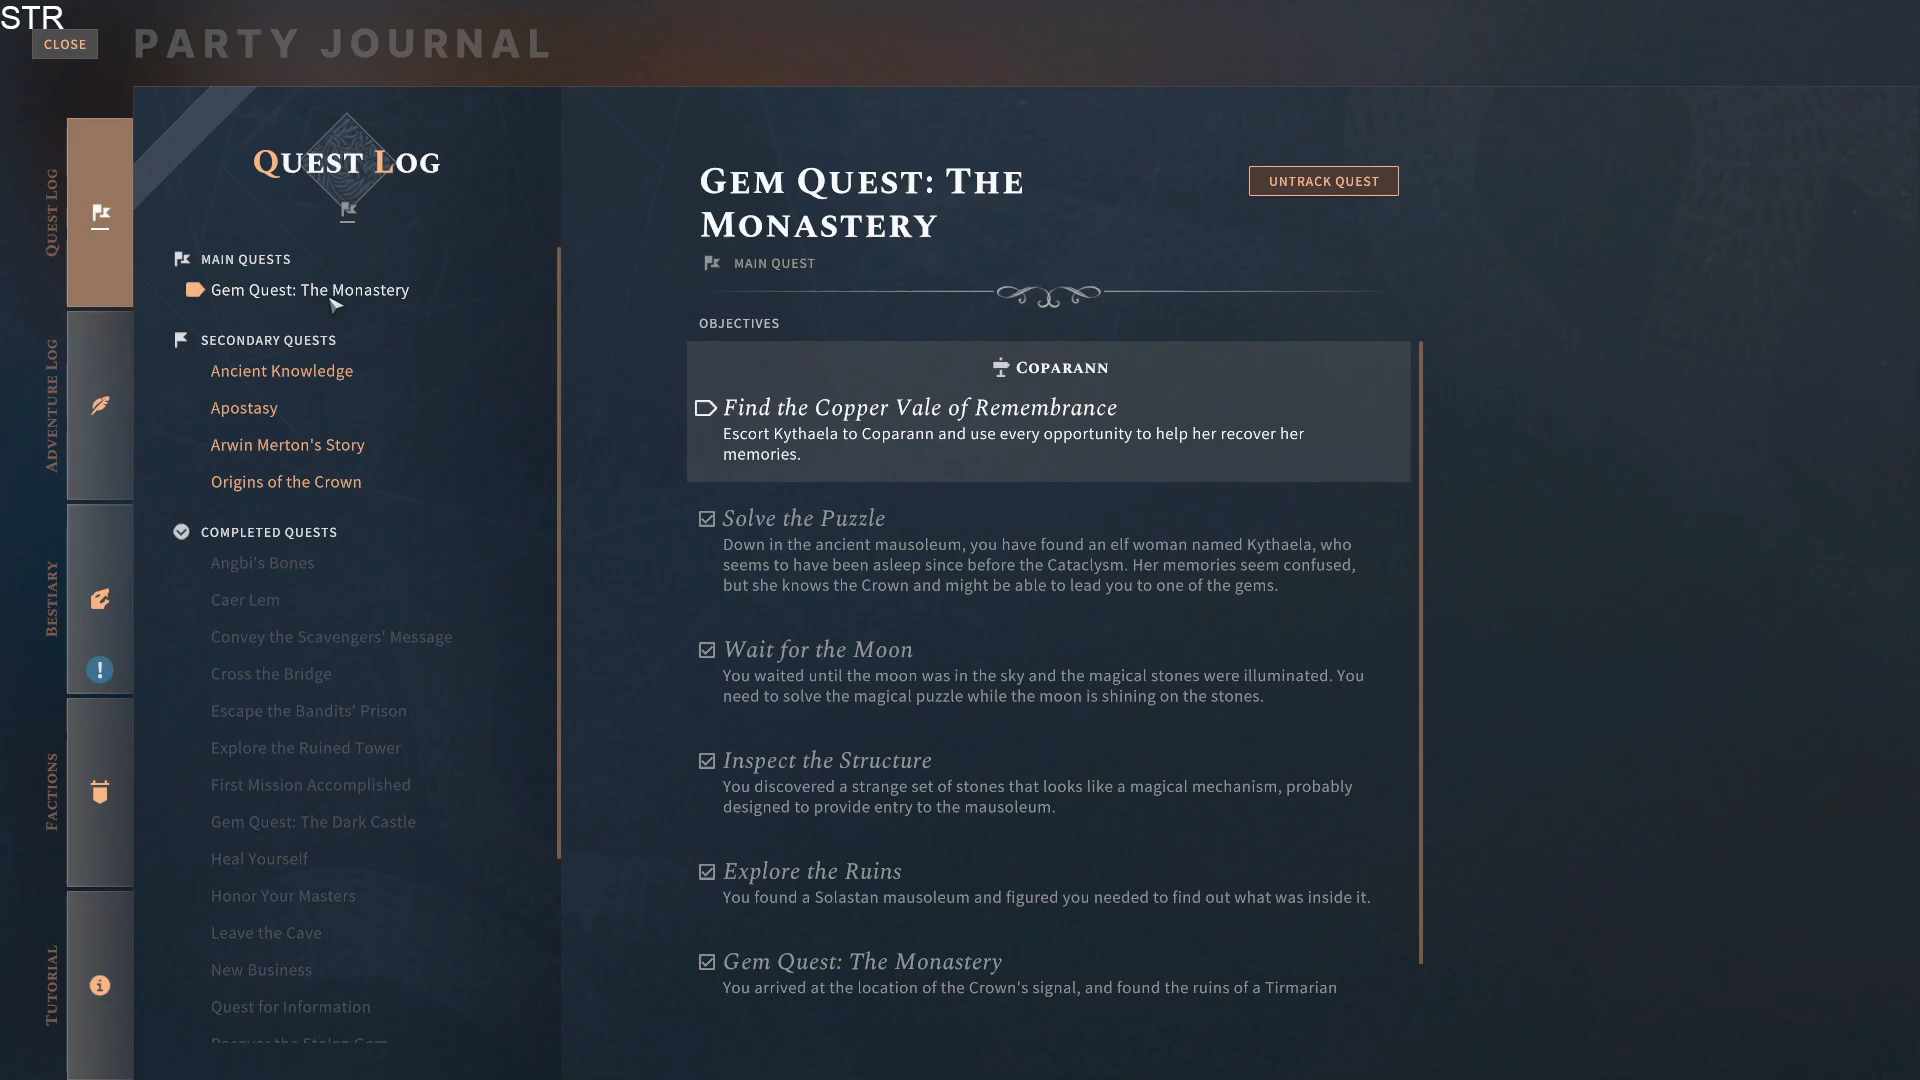 STR
CLOSE
PARTY JOURNAL
QUEST LOG
ADVENTURE LOG
BESTIARY
!
FACTIONS
TUTORIAL
QUEST LOG
MAIN QUESTS
Gem Quest: The Monastery
SECONDARY QUESTS
Ancient Knowledge
Apostasy
Arwin Merton's Story
Origins of the Crown
COMPLETED QUESTS
Angbi's Bones
Caer Lem
Convey the Scavengers' Message
Cross the Bridge
Escape the Bandits' Prison
Explore the Ruined Tower
First Mission Accomplished
Gem Quest: The Dark Castle
Heal Yourself
Honor Your Masters
Leave the Cave
New Business
Quest for Information
Recover the Stolen Gem
GEM QUEST: THE
MONASTERY
UNTRACK QUEST
MAIN QUEST
OBJECTIVES
COPARANN
Find the Copper Vale of Remembrance
Escort Kythaela to Coparann and use every opportunity to help her recover her
memories.
Solve the Puzzle
Down in the ancient mausoleum, you have found an elf woman named Kythaela, who
seems to have been asleep since before the Cataclysm. Her memories seem confused,
but she knows the Crown and might be able to lead you to one of the gems.
Wait for the Moon
You waited until the moon was in the sky and the magical stones were illuminated. You
need to solve the magical puzzle while the moon is shining on the stones.
Inspect the Structure
You discovered a strange set of stones that looks like a magical mechanism, probably
designed to provide entry to the mausoleum.
Explore the Ruins
You found a Solastan mausoleum and figured you needed to find out what was inside it.
Gem Quest: The Monastery
You arrived at the location of the Crown's signal, and found the ruins of a Tirmarian